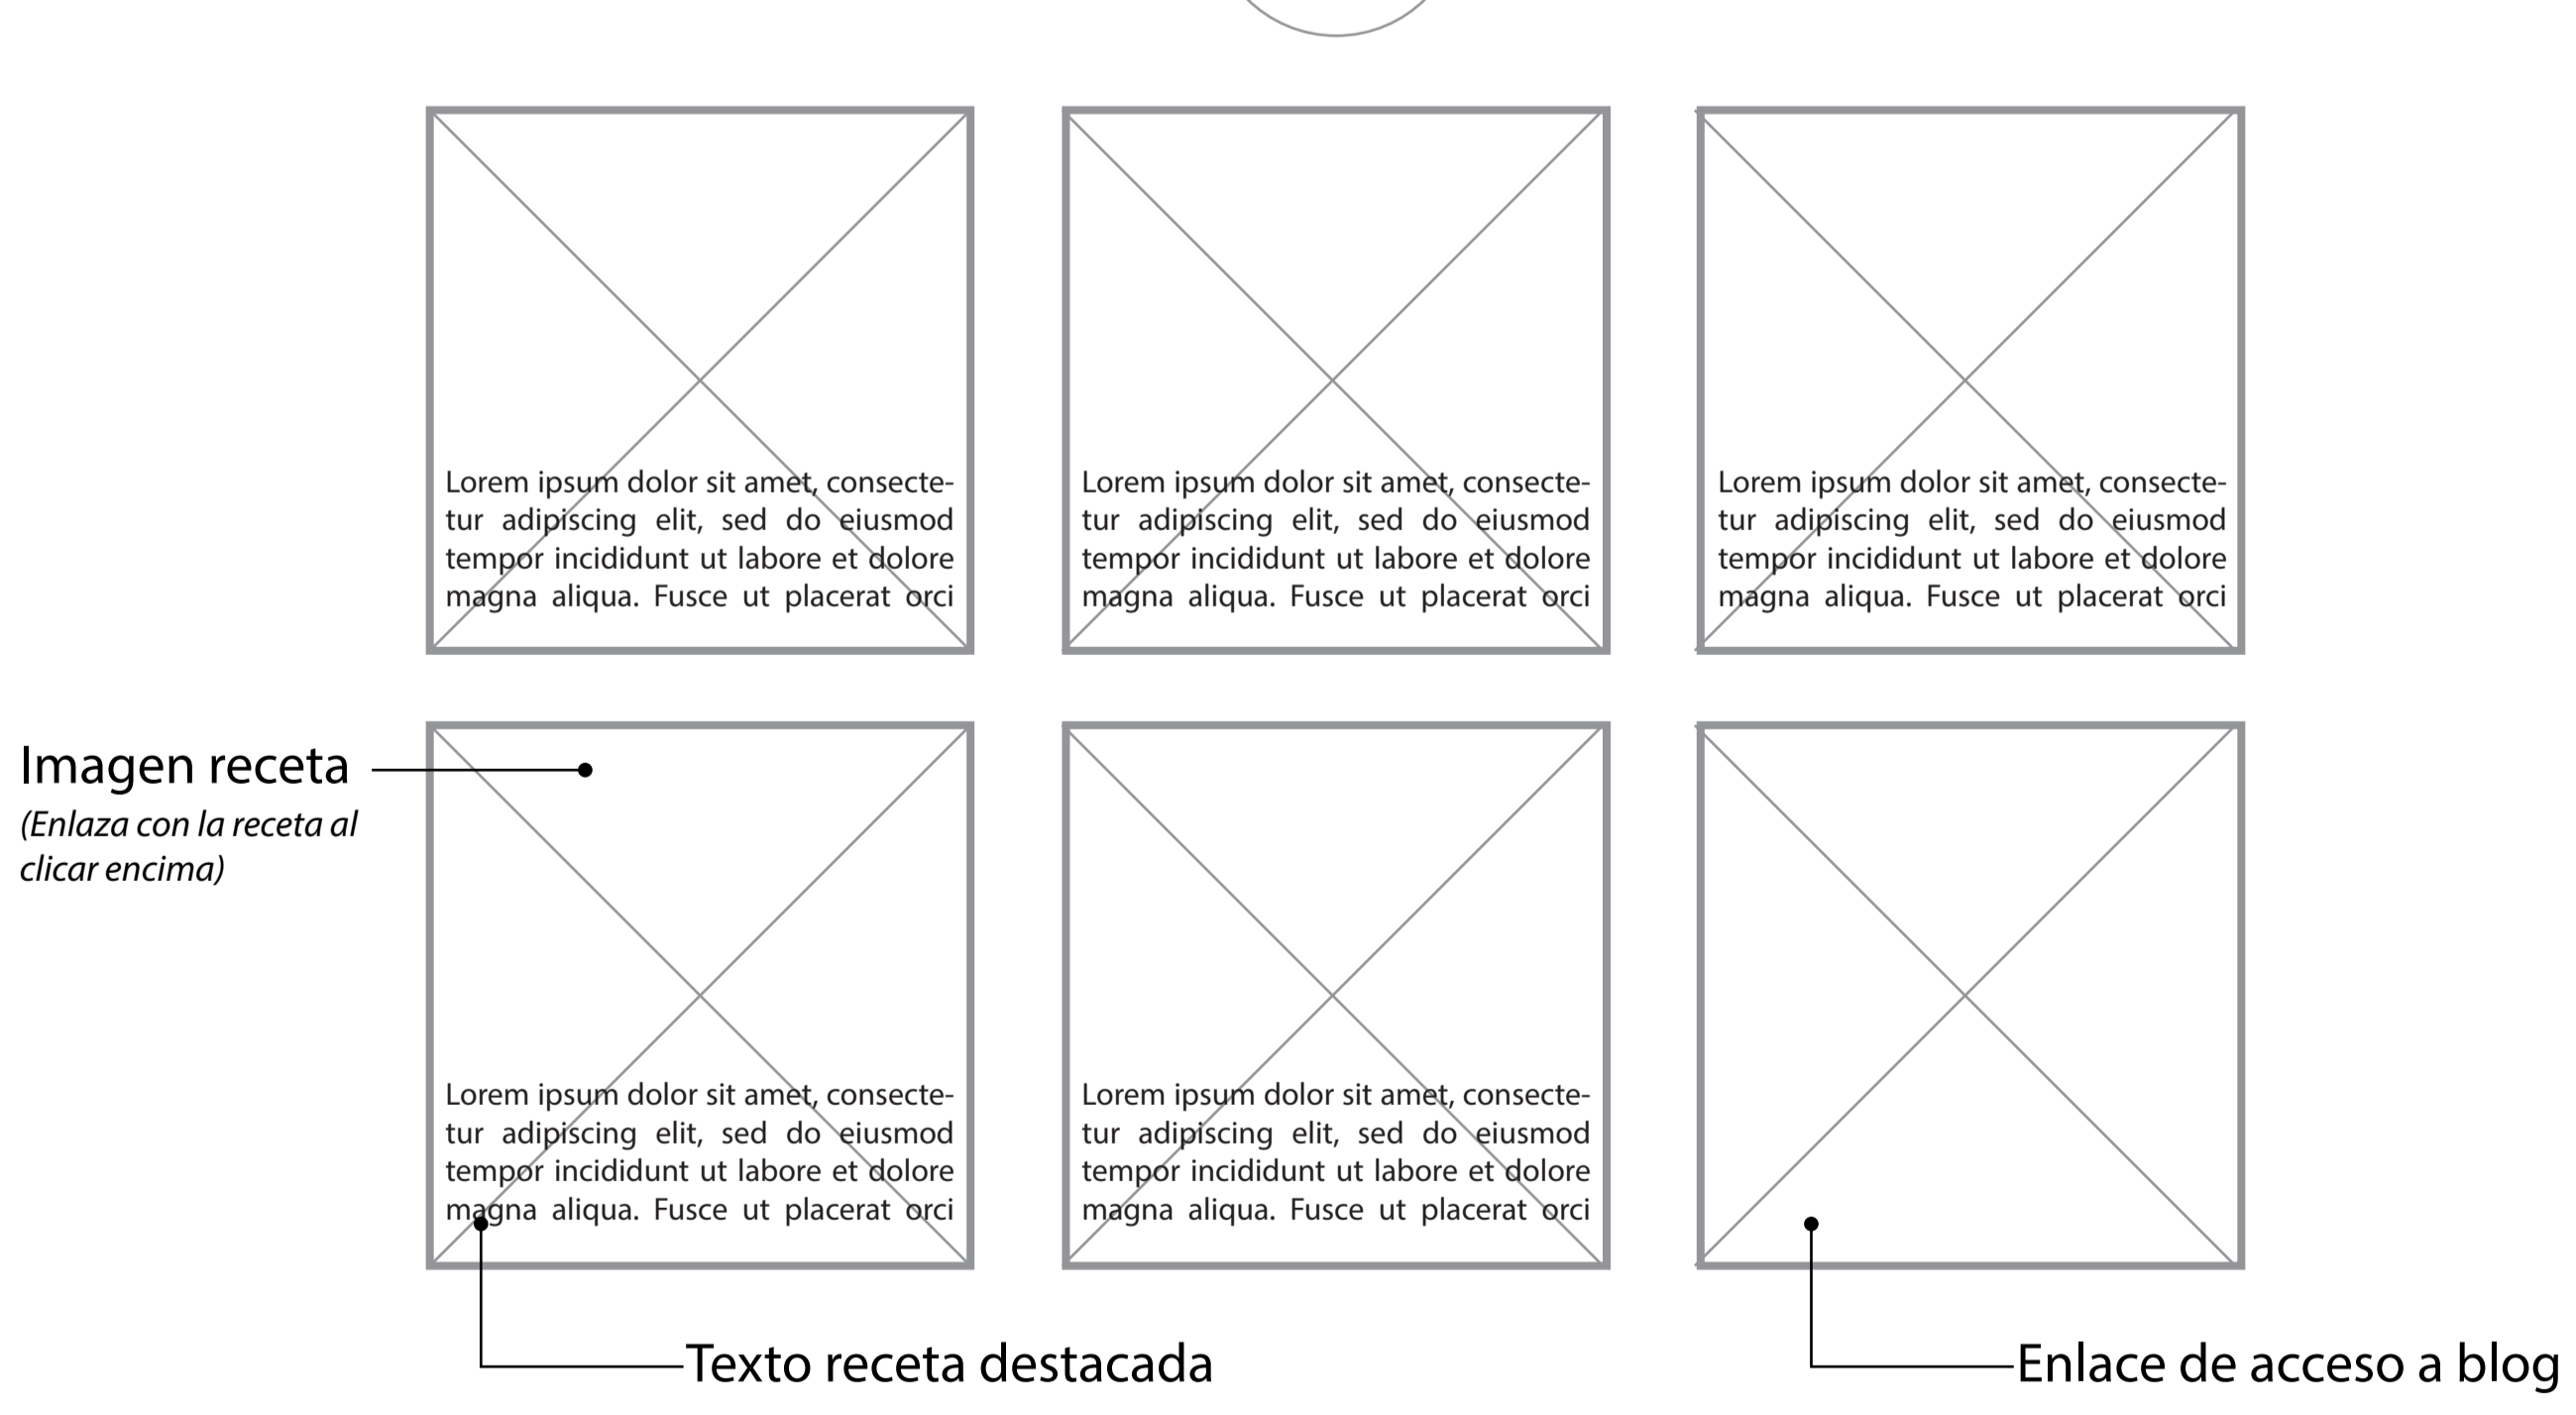 Lorem ipsum dolor sit amet, consecte-
tur adipiscing elit, sed do eiusmod
tempor incididunt ut labore et dolore
magna aliqua. Fusce ut placerat orci
Lorem ipsum dolor sit amet, consecte-
tur adipiscing elit, sed do eiusmod
tempor incididunt ut labore et dolore
magna aliqua. Fusce ut placerat orci
Lorem ipsum dolor sit amet, consecte-
tur adipiscing elit, sed do eiusmod
tempor incididunt ut labore et dolore
magna aliqua. Fusce ut placerat orci
Imagen receta
(Enlaza con la receta al
clicar encima)
Lorem ipsum dolor sit amet, consecte-
tur adipiscing elit, sed do eiusmod
tempor incididunt ut labore et dolore
magna aliqua. Fusce ut placerat orci
Lorem ipsum dolor sit amet, consecte-
tur adipiscing elit, sed do eiusmod
tempor incididunt ut labore et dolore
magna aliqua. Fusce ut placerat orci
Texto receta destacada
Enlace de acceso a blog